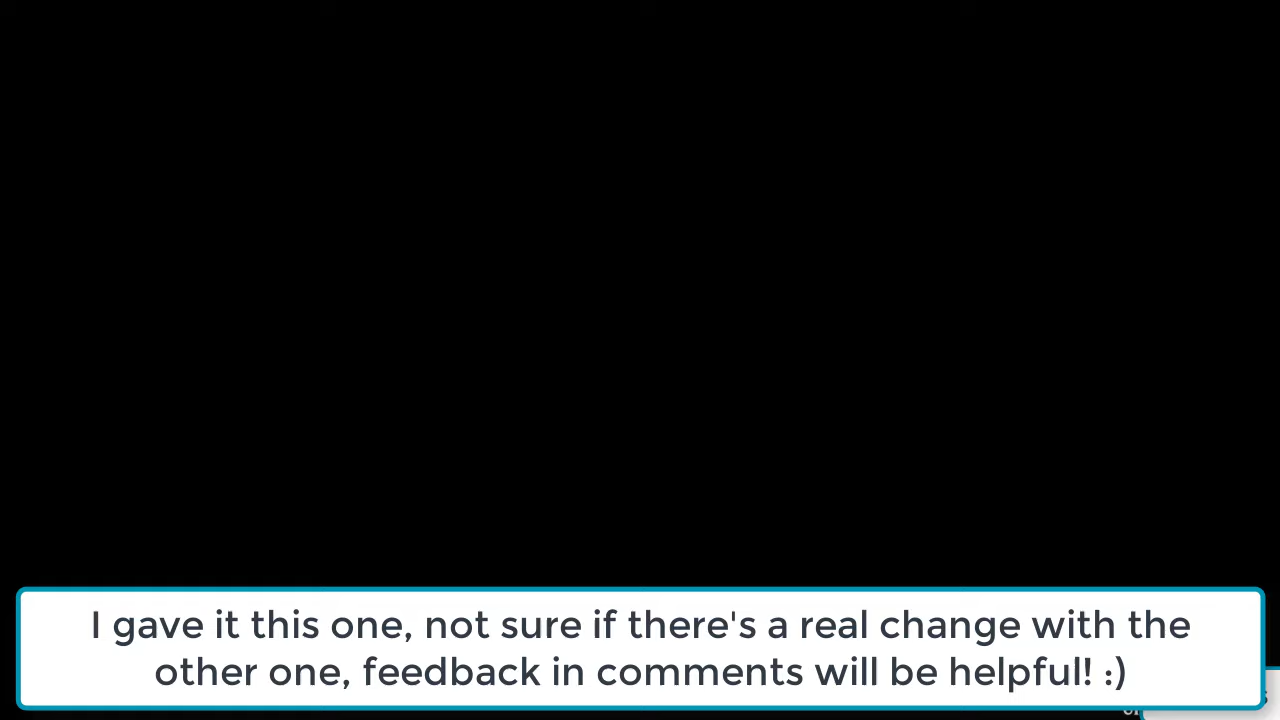 I gave it this one, not sure if there's a real change with the
other one, feedback in comments will be helpful! :)